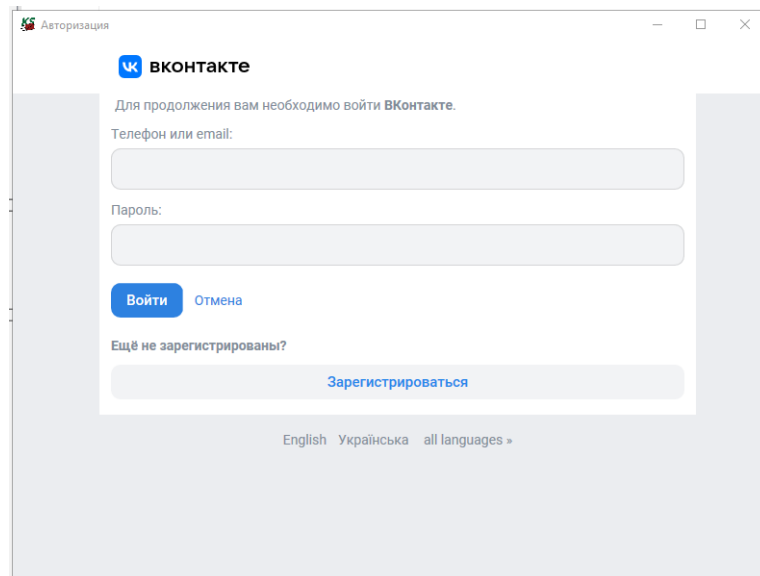 KS Авторизация
вконтакте
Для продолжения вам необходимо войти ВКонтакте.
Телефон или email:
Пароль:
Войти Отмена
Ещё не зарегистрированы?
Зарегистрироваться
English Українська all languages »